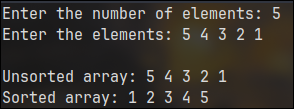 Enter the number of elements: 5
Enter the elements: 5 4 3 2 1
Unsorted array: 5 4 3 2 1
Sorted array: 1 2 3 4 5